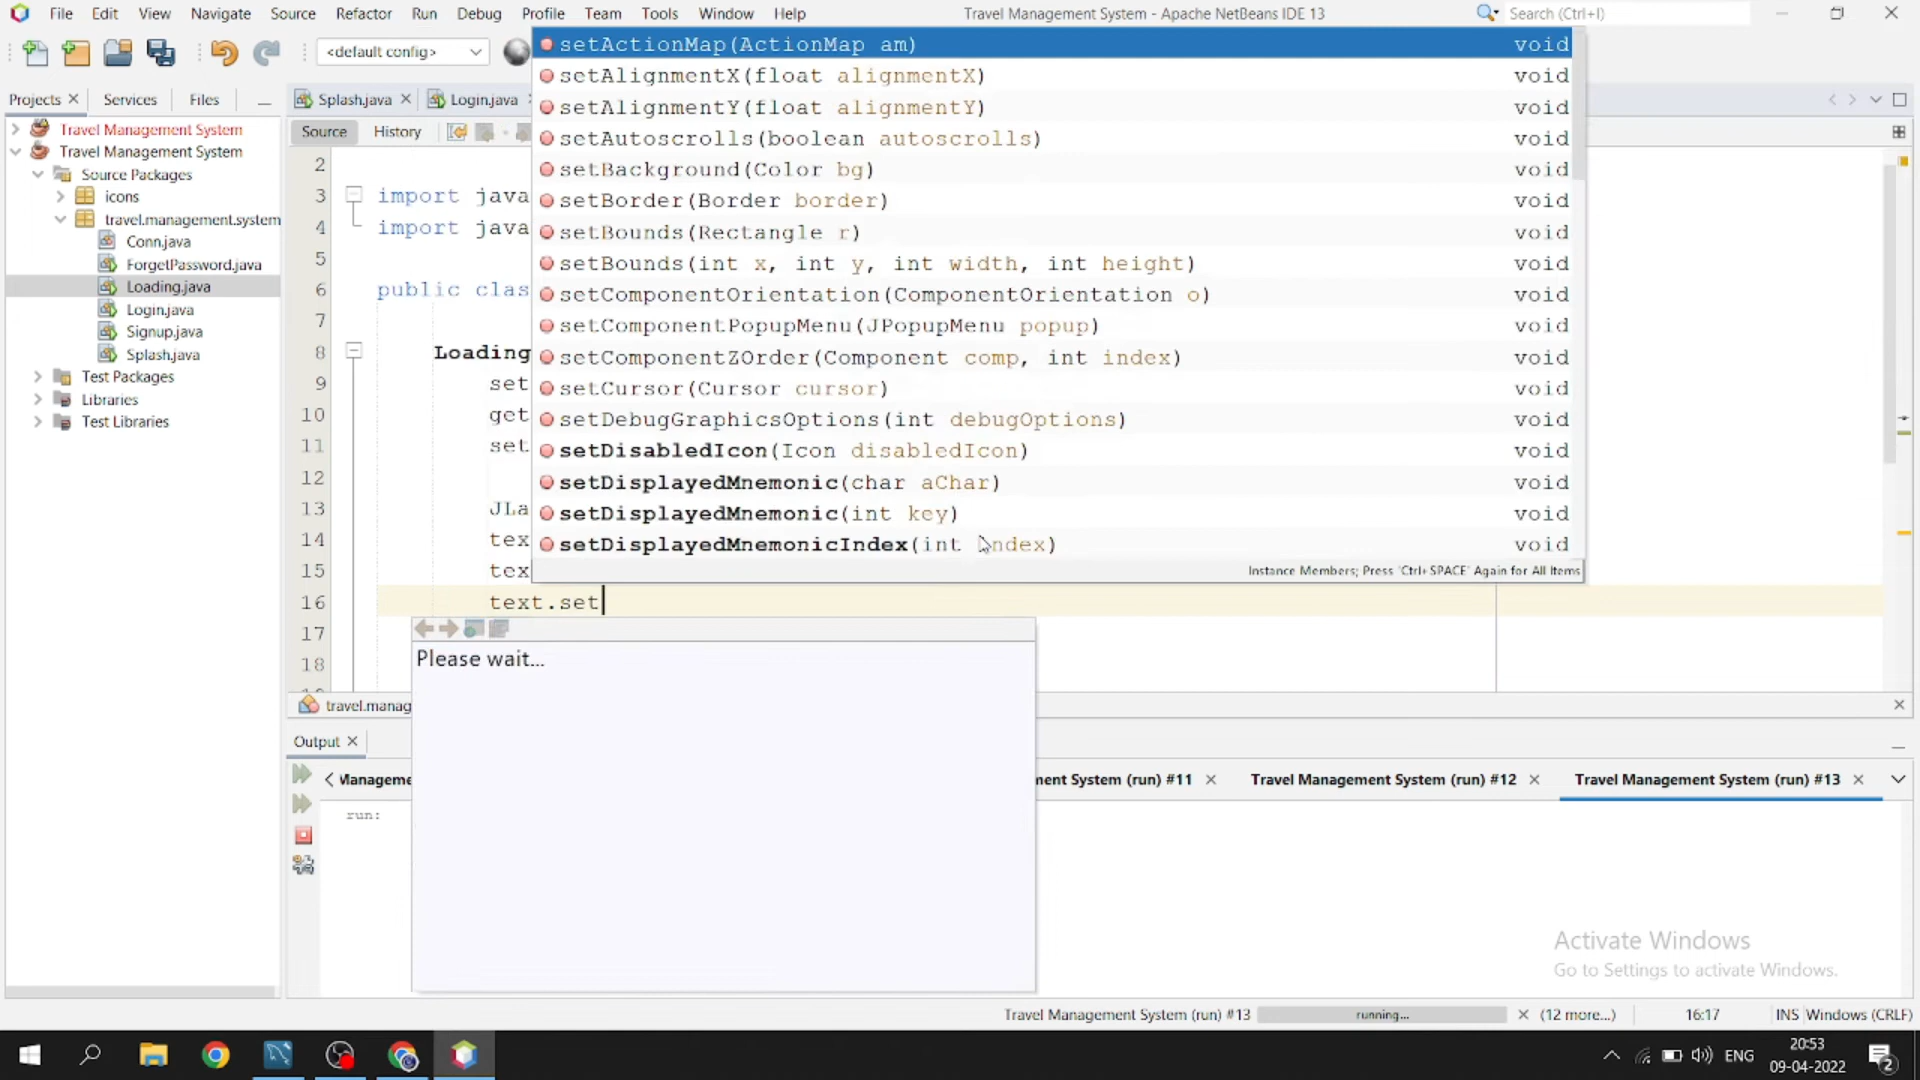 File Edit View Navigate Source Refactor Run Debug Profile Team Tools Window Help
Travel Management System - Apache NetBeans IDE 13
Search (Ctrl+I)
<default config>
Projects Services Files
Splash.java Login.java
Source History
Travel Management System
Travel Management System
Source Packages
icons
travel.management.system
Conn.java
ForgetPassword.java
Loading.java
Login.java
Signup.java
Splash.java
Test Packages
Libraries
Test Libraries
2
3 import java
4 import java
5
6 public clas
7
8 Loading
9 set
10 get
11 set
12
13 JLa
14 tex
15 tex
16 text.set
17
18
setActionMap(ActionMap am) void
setAlignmentX(float alignmentX) void
setAlignmentY(float alignmentY) void
setAutoscrolls(boolean autoscrolls) void
setBackground(Color bg) void
setBorder(Border border) void
setBounds(Rectangle r) void
setBounds(int x, int y, int width, int height) void
setComponentOrientation(ComponentOrientation o) void
setComponentPopupMenu(JPopupMenu popup) void
setComponentZOrder(Component comp, int index) void
setCursor(Cursor cursor) void
setDebugGraphicsOptions(int debugOptions) void
setDisabledIcon(Icon disabledIcon) void
setDisplayedMnemonic(char aChar) void
setDisplayedMnemonic(int key) void
setDisplayedMnemonicIndex(int index) void
Instance Members; Press 'Ctrl+SPACE' Again for All Items
Please wait...
travel.manag
Output
Manageme
ment System (run) #11 Travel Management System (run) #12 Travel Management System (run) #13
run:
Activate Windows
Go to Settings to activate Windows.
Travel Management System (run) #13 running... (12 more...) 16:17 INS Windows (CRLF)
ENG
20:53
09-04-2022
2